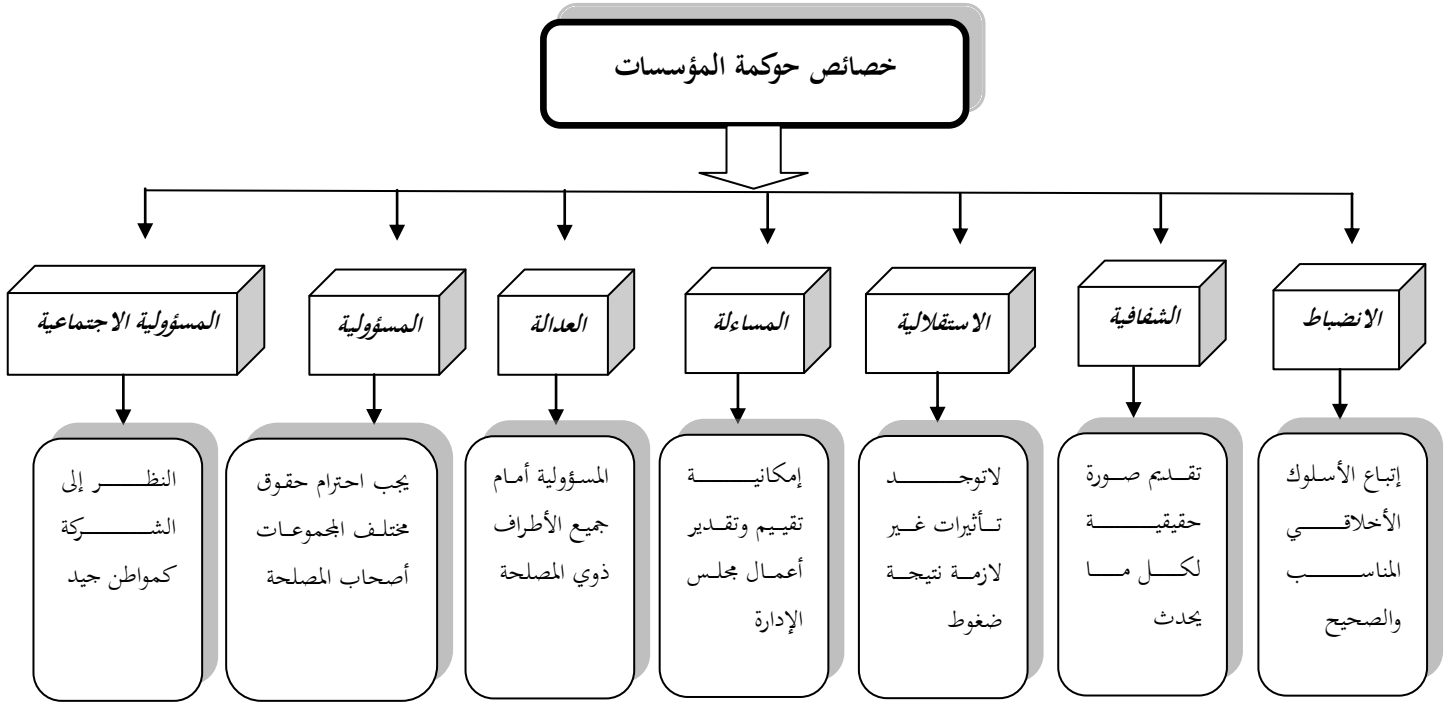 خصائص حوكمة المؤسسات
الانضباط
الشفافية
الاستقلالية
المساءلة
العدالة
المسؤولية
المسؤولية الاجتماعية
إتباع الأسلوك
الأخلاقي
المناسب
والصحيح
تقديم صورة
حقيقية
لكل ما
يحدث
لاتوجد
تأثيرات غير
لازمة نتيجة
ضغوط
إمكانية
تقييم وتقدير
أعمال مجلس
الإدارة
المسؤولية أمام
جميع الأطراف
ذوي المصلحة
يجب احترام حقوق
مختلف المجموعات
أصحاب المصلحة
النظر إلى
الشركة
كمواطن جيد